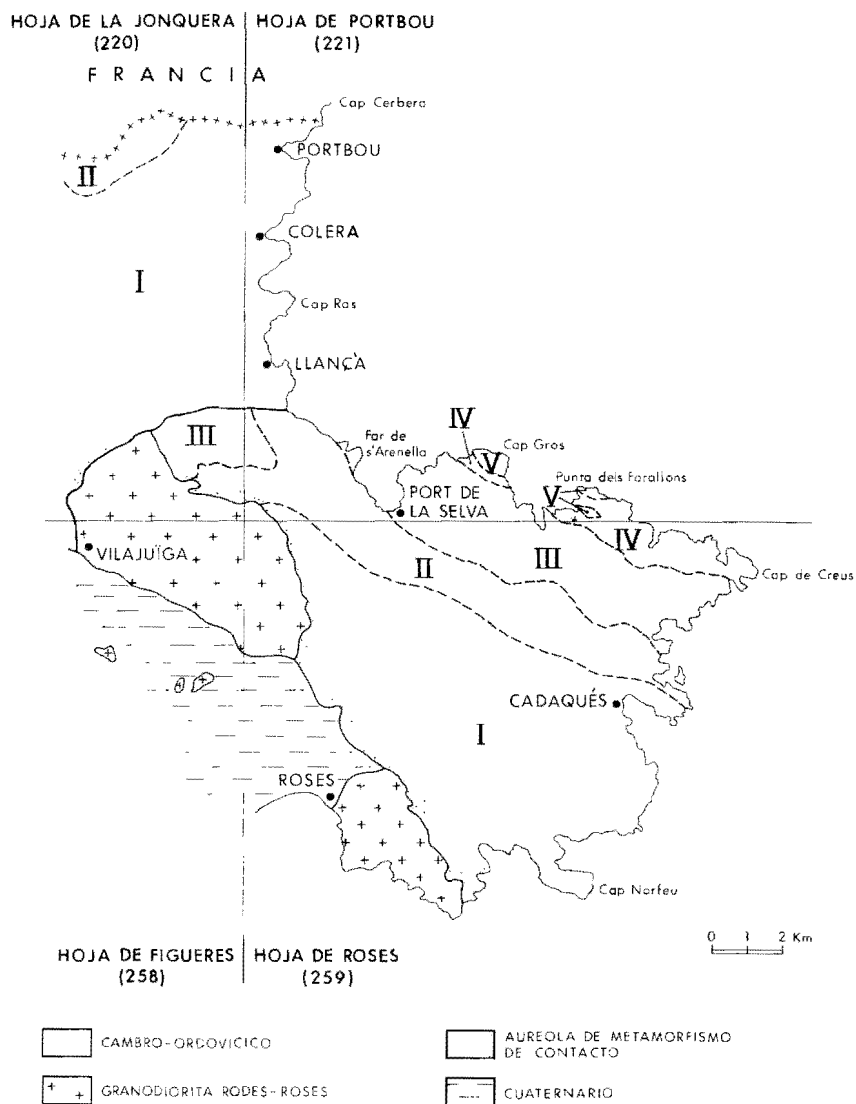 HOJA DE LA JONQUERA
(220)
HOJA DE PORTBOU
(221)
FRANCIA
Cap Cerbera
PORTBOU
II
COLERA
I
Cap Ras
LLANÇÀ
III
Far de
s'Arenella
IV
Cap Gros
V
PORT DE
LA SELVA
Punta dels Farallons
V
VILAJUÏGA
II
III
IV
Cap de Creus
CADAQUÉS
I
ROSES
Cap Norfeu
0 1 2 Km
HOJA DE FIGUERES
(258)
HOJA DE ROSES
(259)
CAMBRO-ORDOVICICO
AUREOLA DE METAMORFISMO
DE CONTACTO
GRANODIORITA RODES-ROSES
CUATERNARIO